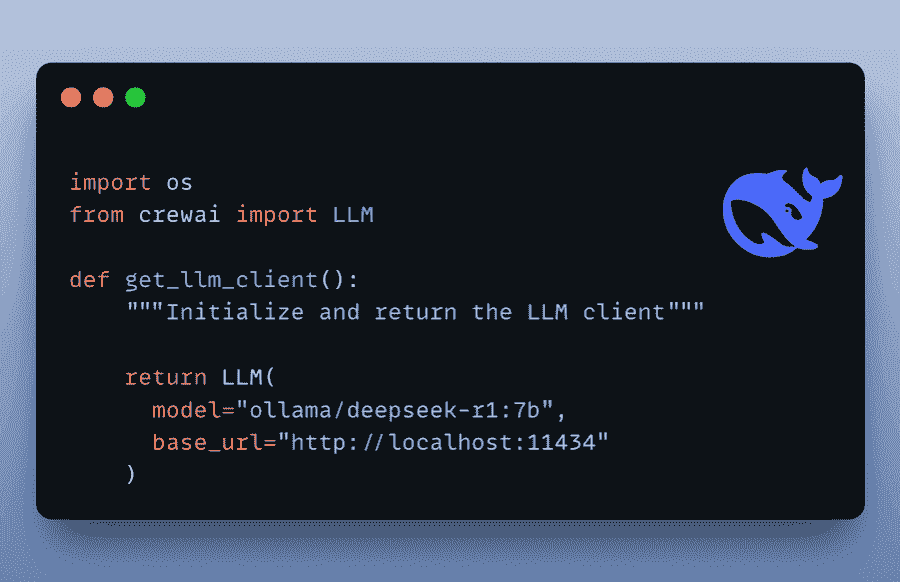 import os
from crewai import LLM
def get_llm_client():
"""Initialize and return the LLM client"""
return LLM(
model="ollama/deepseek-r1:7b",
base_url="http://localhost:11434"
)